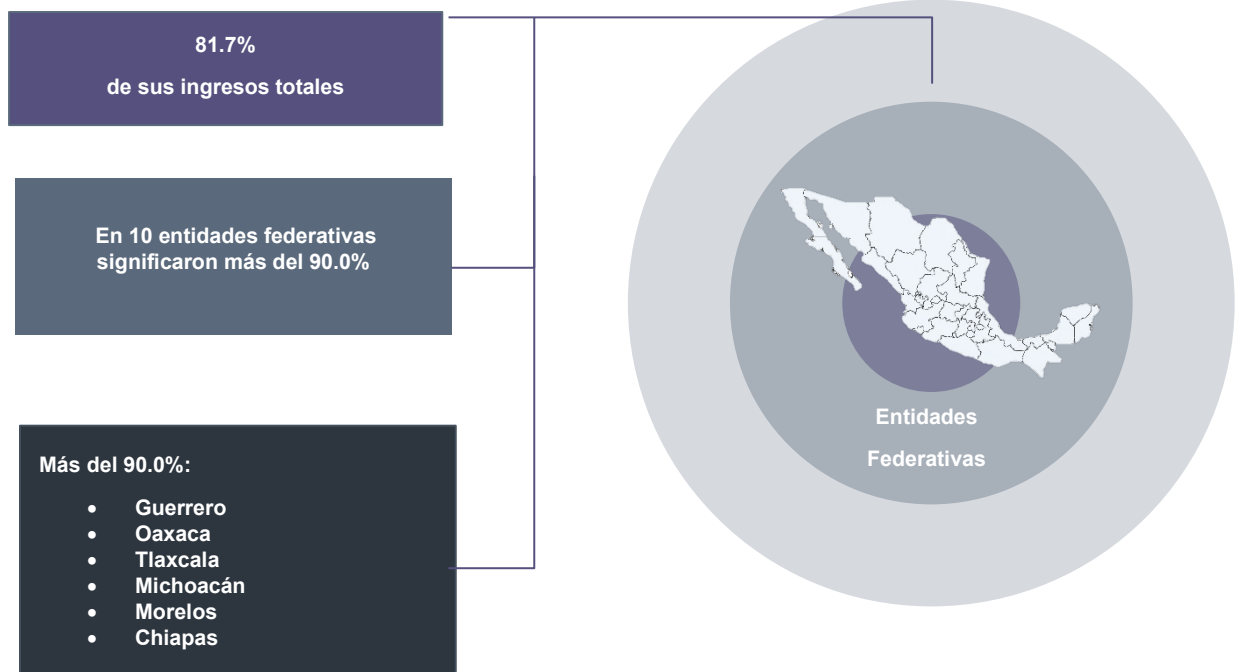 81.7%
de sus ingresos totales
En 10 entidades federativas
significaron más del 90.0%
Más del 90.0%:
• Guerrero
• Oaxaca
• Tlaxcala
• Michoacán
• Morelos
• Chiapas
Entidades
Federativas